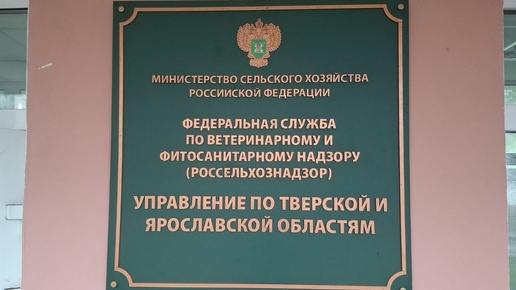 МИНИСТЕРСТВО СЕЛЬСКОГО ХОЗЯЙСТВА
РОССИЙСКОЙ ФЕДЕРАЦИИ
ФЕДЕРАЛЬНАЯ СЛУЖБА
ПО ВЕТЕРИНАРНОМУ И
ФИТОСАНИТАРНОМУ НАДЗОРУ
(РОССЕЛЬХОЗНАДЗОР)
УПРАВЛЕНИЕ ПО ТВЕРСКОЙ И
ЯРОСЛАВСКОЙ ОБЛАСТЯМ